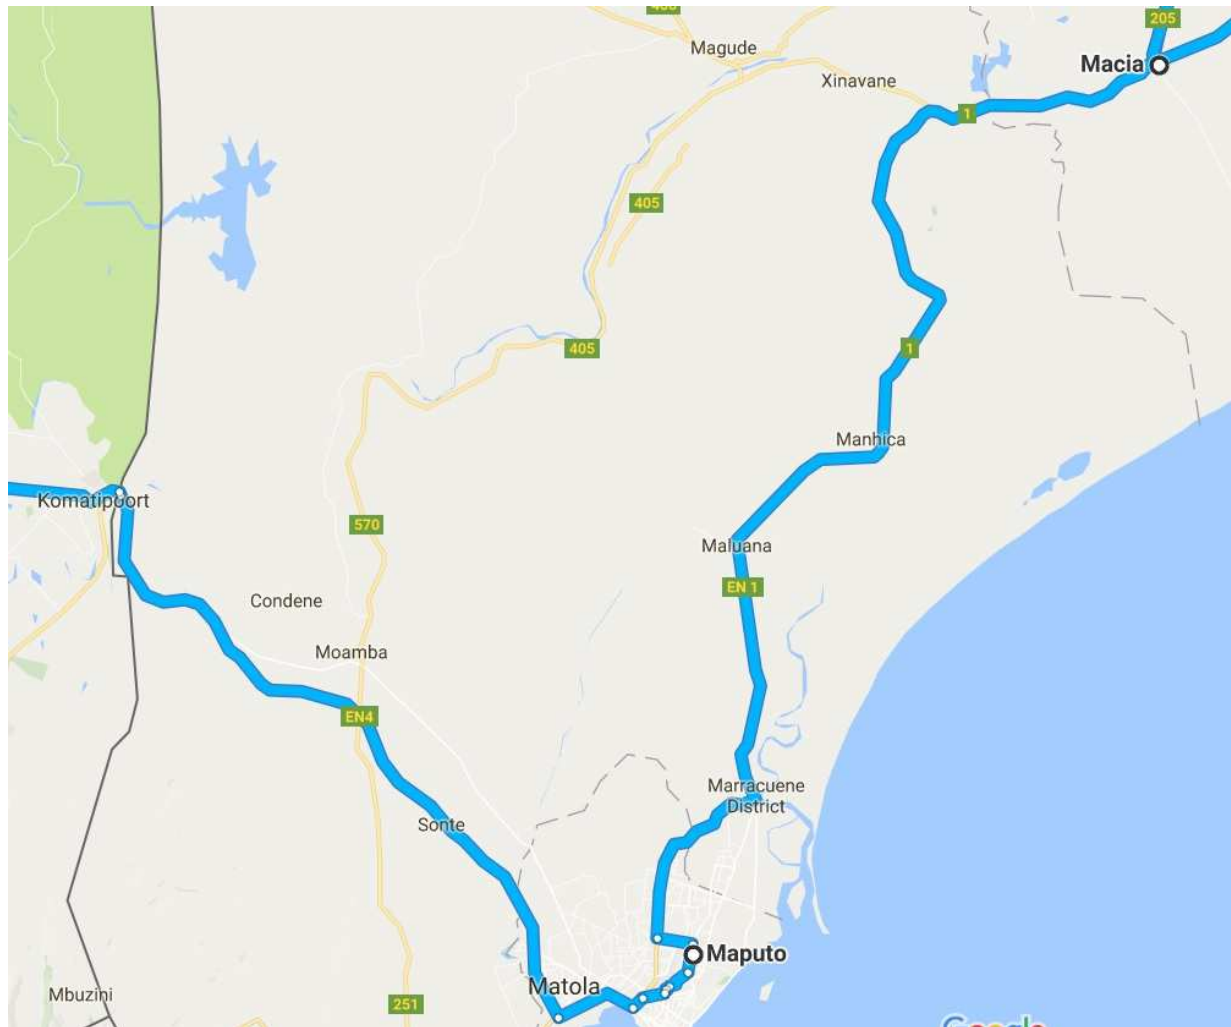 205
Magude
Macia
Xinavane
1
405
405
1
Manhica
Komatipoort
570
Maluana
EN 1
Condene
Moamba
EN4
Marracuene
District
Sonte
Maputo
Matola
Mbuzini
251